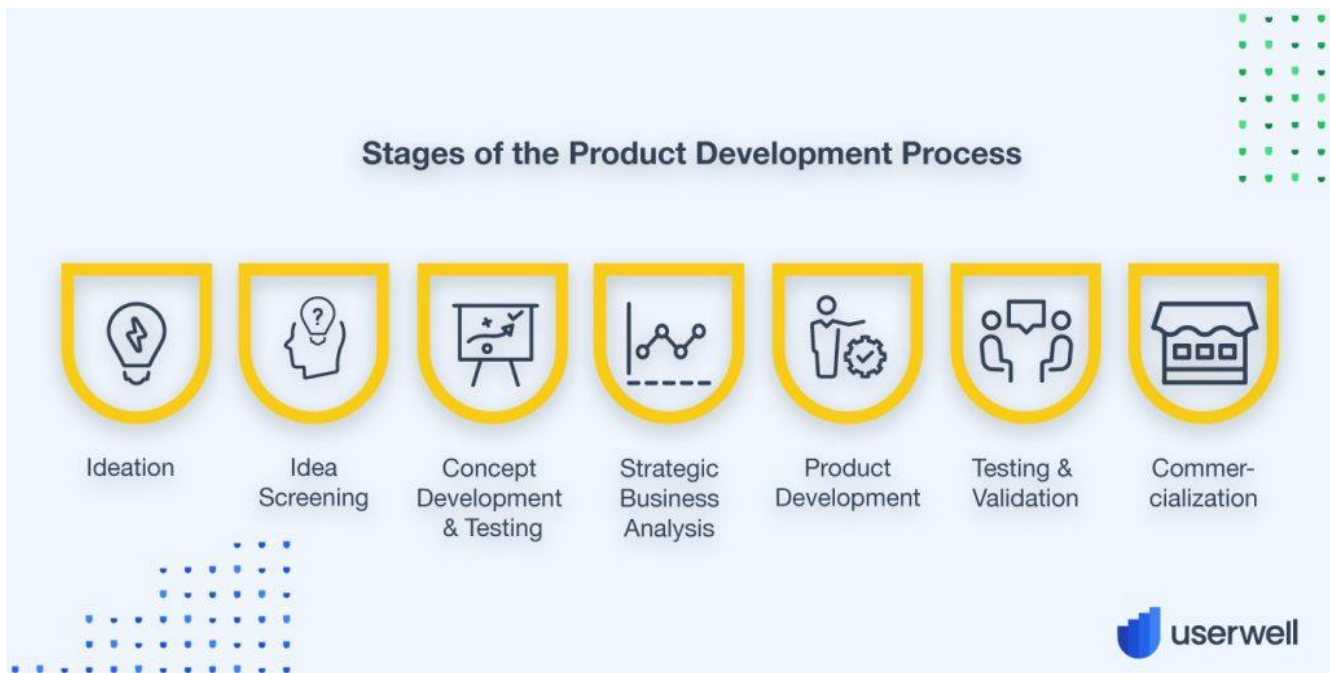 Stages of the Product Development Process
?
Ideation
Idea
Screening
Concept
Development
& Testing
Strategic
Business
Analysis
Product
Development
Testing &
Validation
Commer-
cialization
userwell